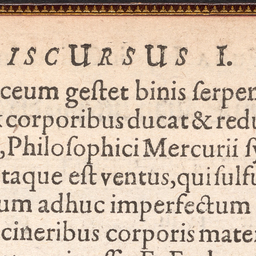 ISCURSUS I.
ceum gestet binis serpen
corporibus ducat & redu
, Philosophici Mercurii sy
taque est ventus, qui sulfu
um adhuc imperfectum
cineribus corporis mater